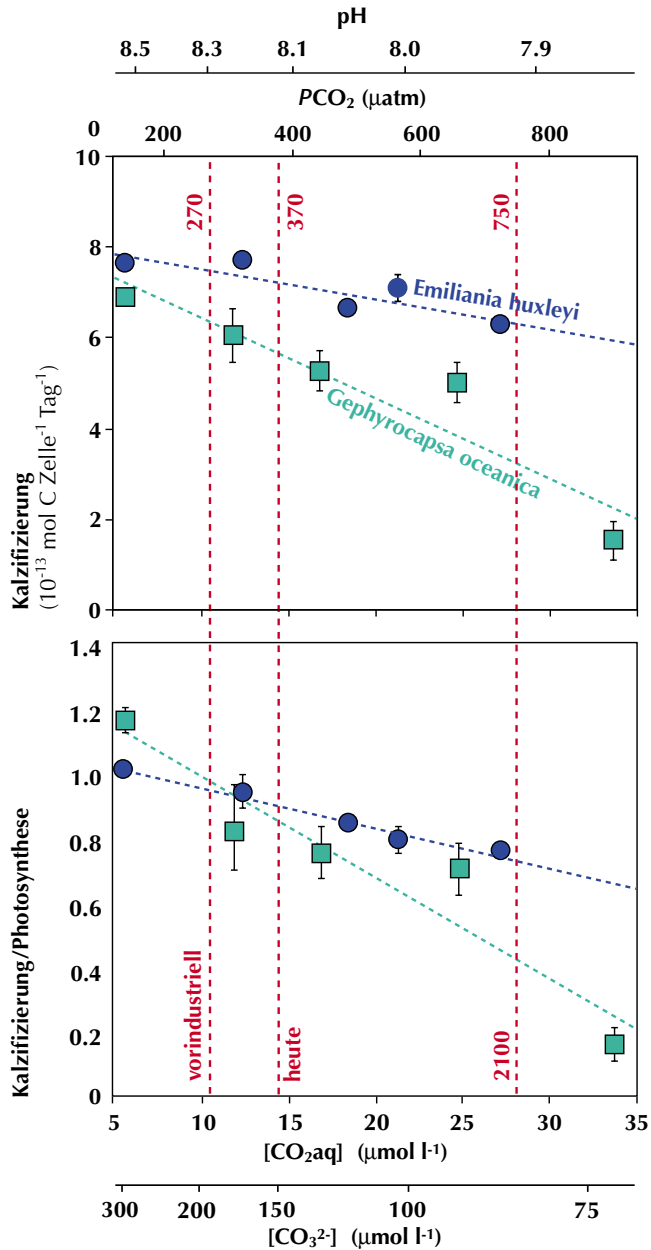 pH
8.5 8.3 8.1 8.0 7.9
PCO₂ (μatm)
0 200 400 600 800
10
8
6
4
2
0
Kalzifizierung
(10⁻¹³ mol C Zelle⁻¹ Tag⁻¹)
270
370
750
Emiliania huxleyi
Gephyrocapsa oceanica
1.4
1.2
1.0
0.8
0.6
0.4
0.2
0
Kalzifizierung/Photosynthese
vorindustriell
heute
2100
5 10 15 20 25 30 35
[CO₂aq] (μmol l⁻¹)
300 200 150 100 75
[CO₃²⁻] (μmol l⁻¹)